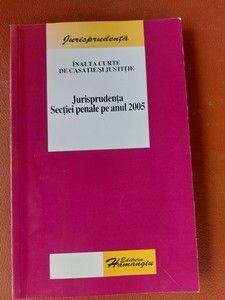 Jurisprudență
ÎNALTA CURTE
DE CASAȚIE ȘI JUSTIȚIE
Jurisprudența
Secției penale pe anul 2005
Editura
Hamangiu